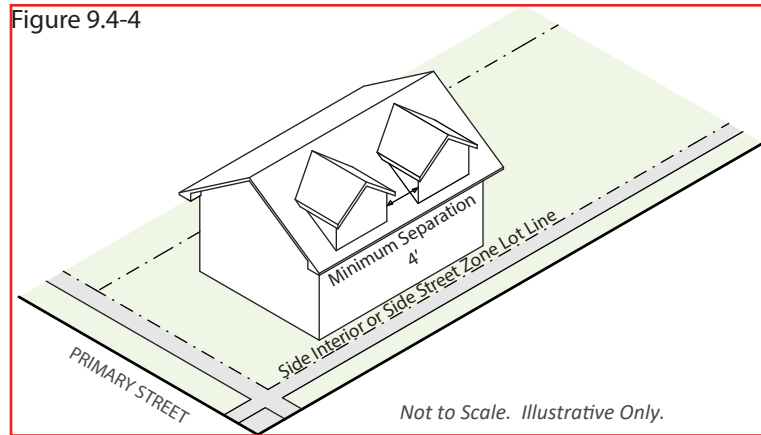 Figure 9.4-4
Minimum Separation
4'
Side Interior or Side Street Zone Lot Line
PRIMARY STREET
Not to Scale. Illustrative Only.